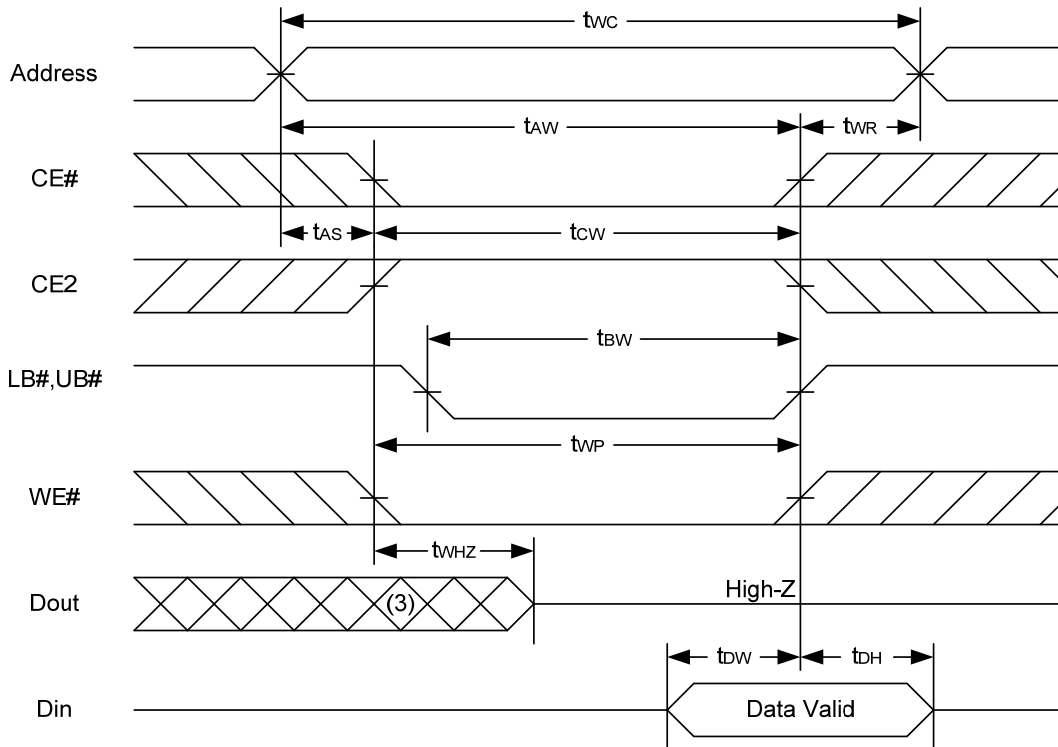 tWC
Address
tAW
tWR
CE#
tAS
tCW
CE2
tBW
LB#,UB#
tWP
WE#
tWHZ
Dout
(3)
High-Z
tDW
tDH
Din
Data Valid